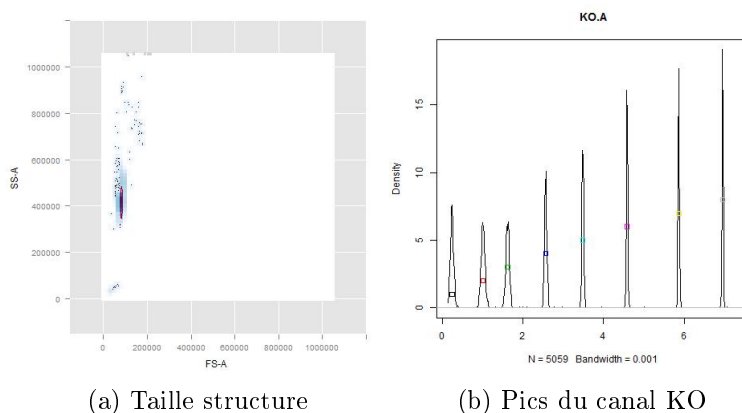 1000000
800000
600000
400000
200000
0
SS-A
0 200000 400000 600000 800000 1000000
FS-A
(a) Taille structure
KO.A
15
10
5
0
Density
0 2 4 6
N = 5059 Bandwidth = 0.001
(b) Pics du canal KO